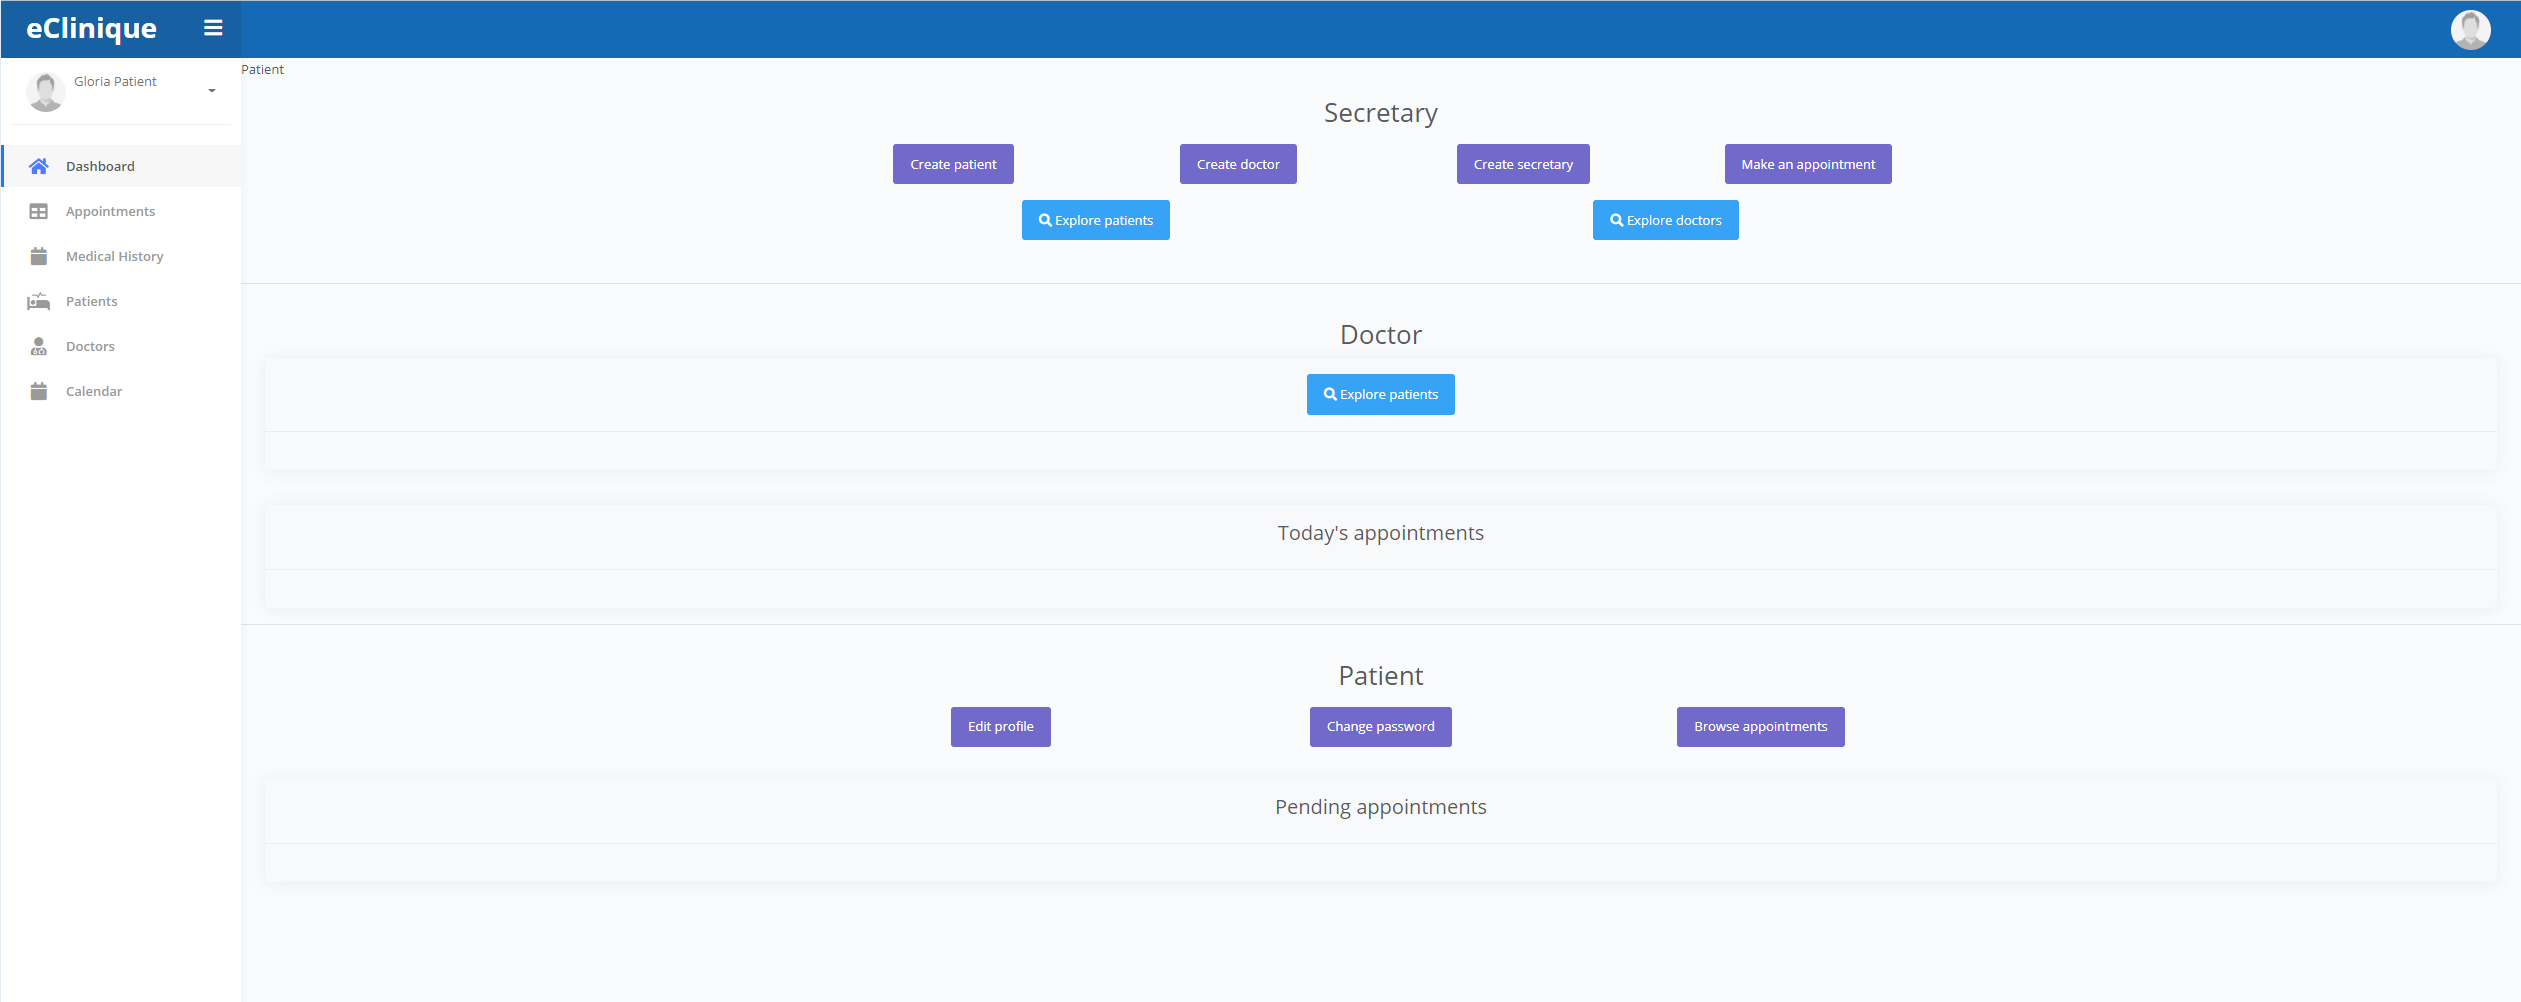 eClinique
Gloria Patient
Dashboard
Appointments
Medical History
Patients
Doctors
Calendar
Patient
Secretary
Create patient
Create doctor
Create secretary
Make an appointment
Explore patients
Explore doctors
Doctor
Explore patients
Today's appointments
Patient
Edit profile
Change password
Browse appointments
Pending appointments